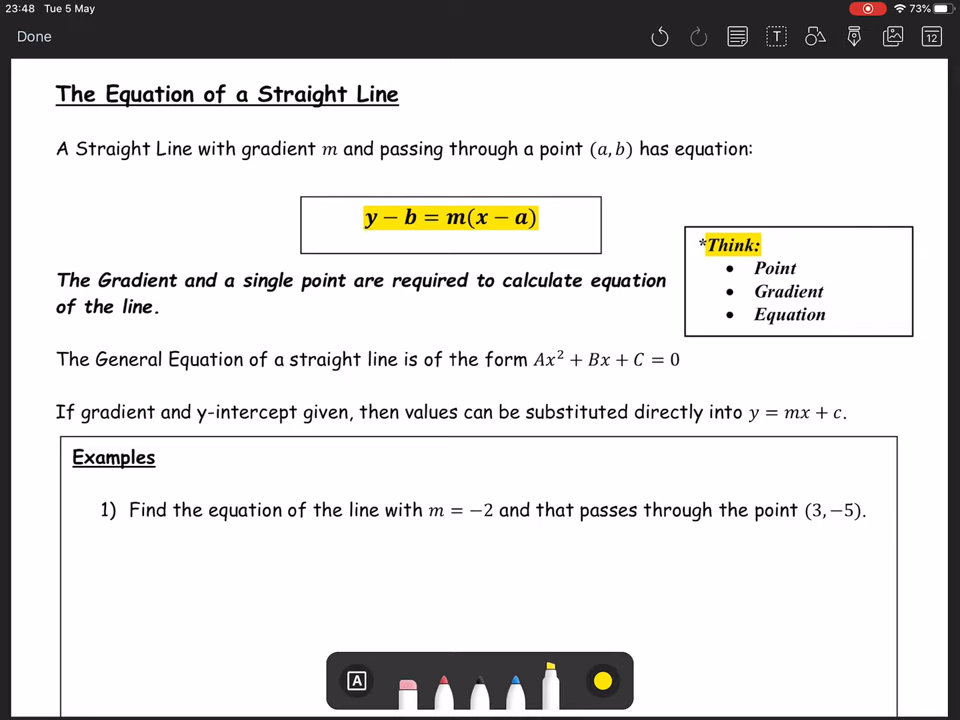 23:48 Tue 5 May 73%
Done
T
12
The Equation of a Straight Line
A Straight Line with gradient m and passing through a point (a, b) has equation:
y − b = m(x − a)
*Think:
• Point
• Gradient
• Equation
The Gradient and a single point are required to calculate equation
of the line.
The General Equation of a straight line is of the form Ax² + Bx + C = 0
If gradient and y-intercept given, then values can be substituted directly into y = mx + c.
Examples
1) Find the equation of the line with m = −2 and that passes through the point (3, −5).
A